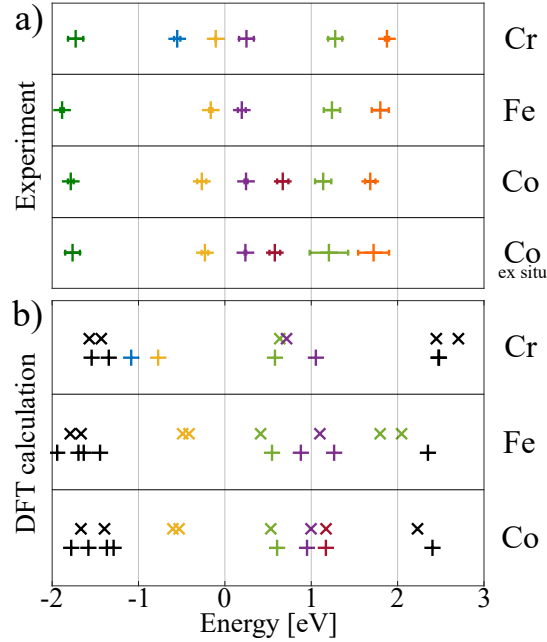 a)
Experiment
Cr
Fe
Co
Co
ex situ
b)
DFT calculation
Cr
Fe
Co
-2 -1 0 1 2 3
Energy [eV]